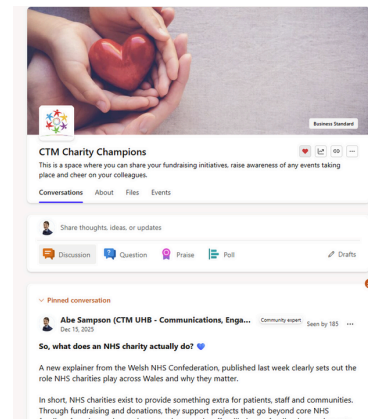 Business Standard
CTM Charity Champions
This is a space where you can share your fundraising initiatives, raise awareness of any events taking
place and cheer on your colleagues.
Conversations About Files Events
Share thoughts, ideas, or updates
Discussion Question Praise Poll Drafts
Pinned conversation
Abe Sampson (CTM UHB - Communications, Enga... Community expert Seen by 185
Dec 15, 2025
So, what does an NHS charity actually do? 💙
A new explainer from the Welsh NHS Confederation, published last week clearly sets out the
role NHS charities play across Wales and why they matter.
In short, NHS charities exist to provide something extra for patients, staff and communities.
Through fundraising and donations, they support projects that go beyond core NHS